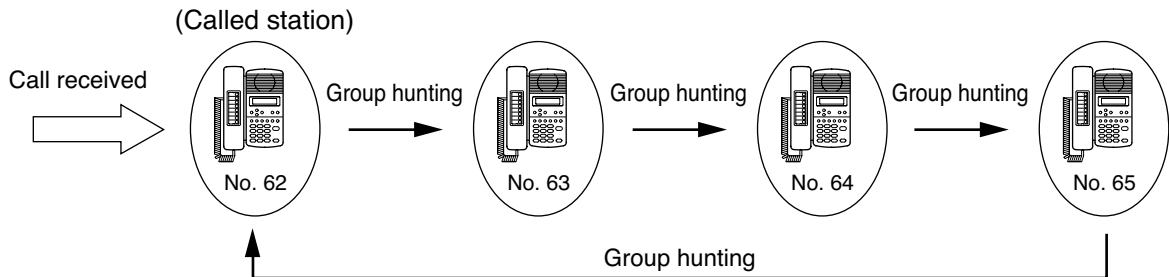 (Called station)
Call received
Group hunting
Group hunting
Group hunting
No. 62
No. 63
No. 64
No. 65
Group hunting